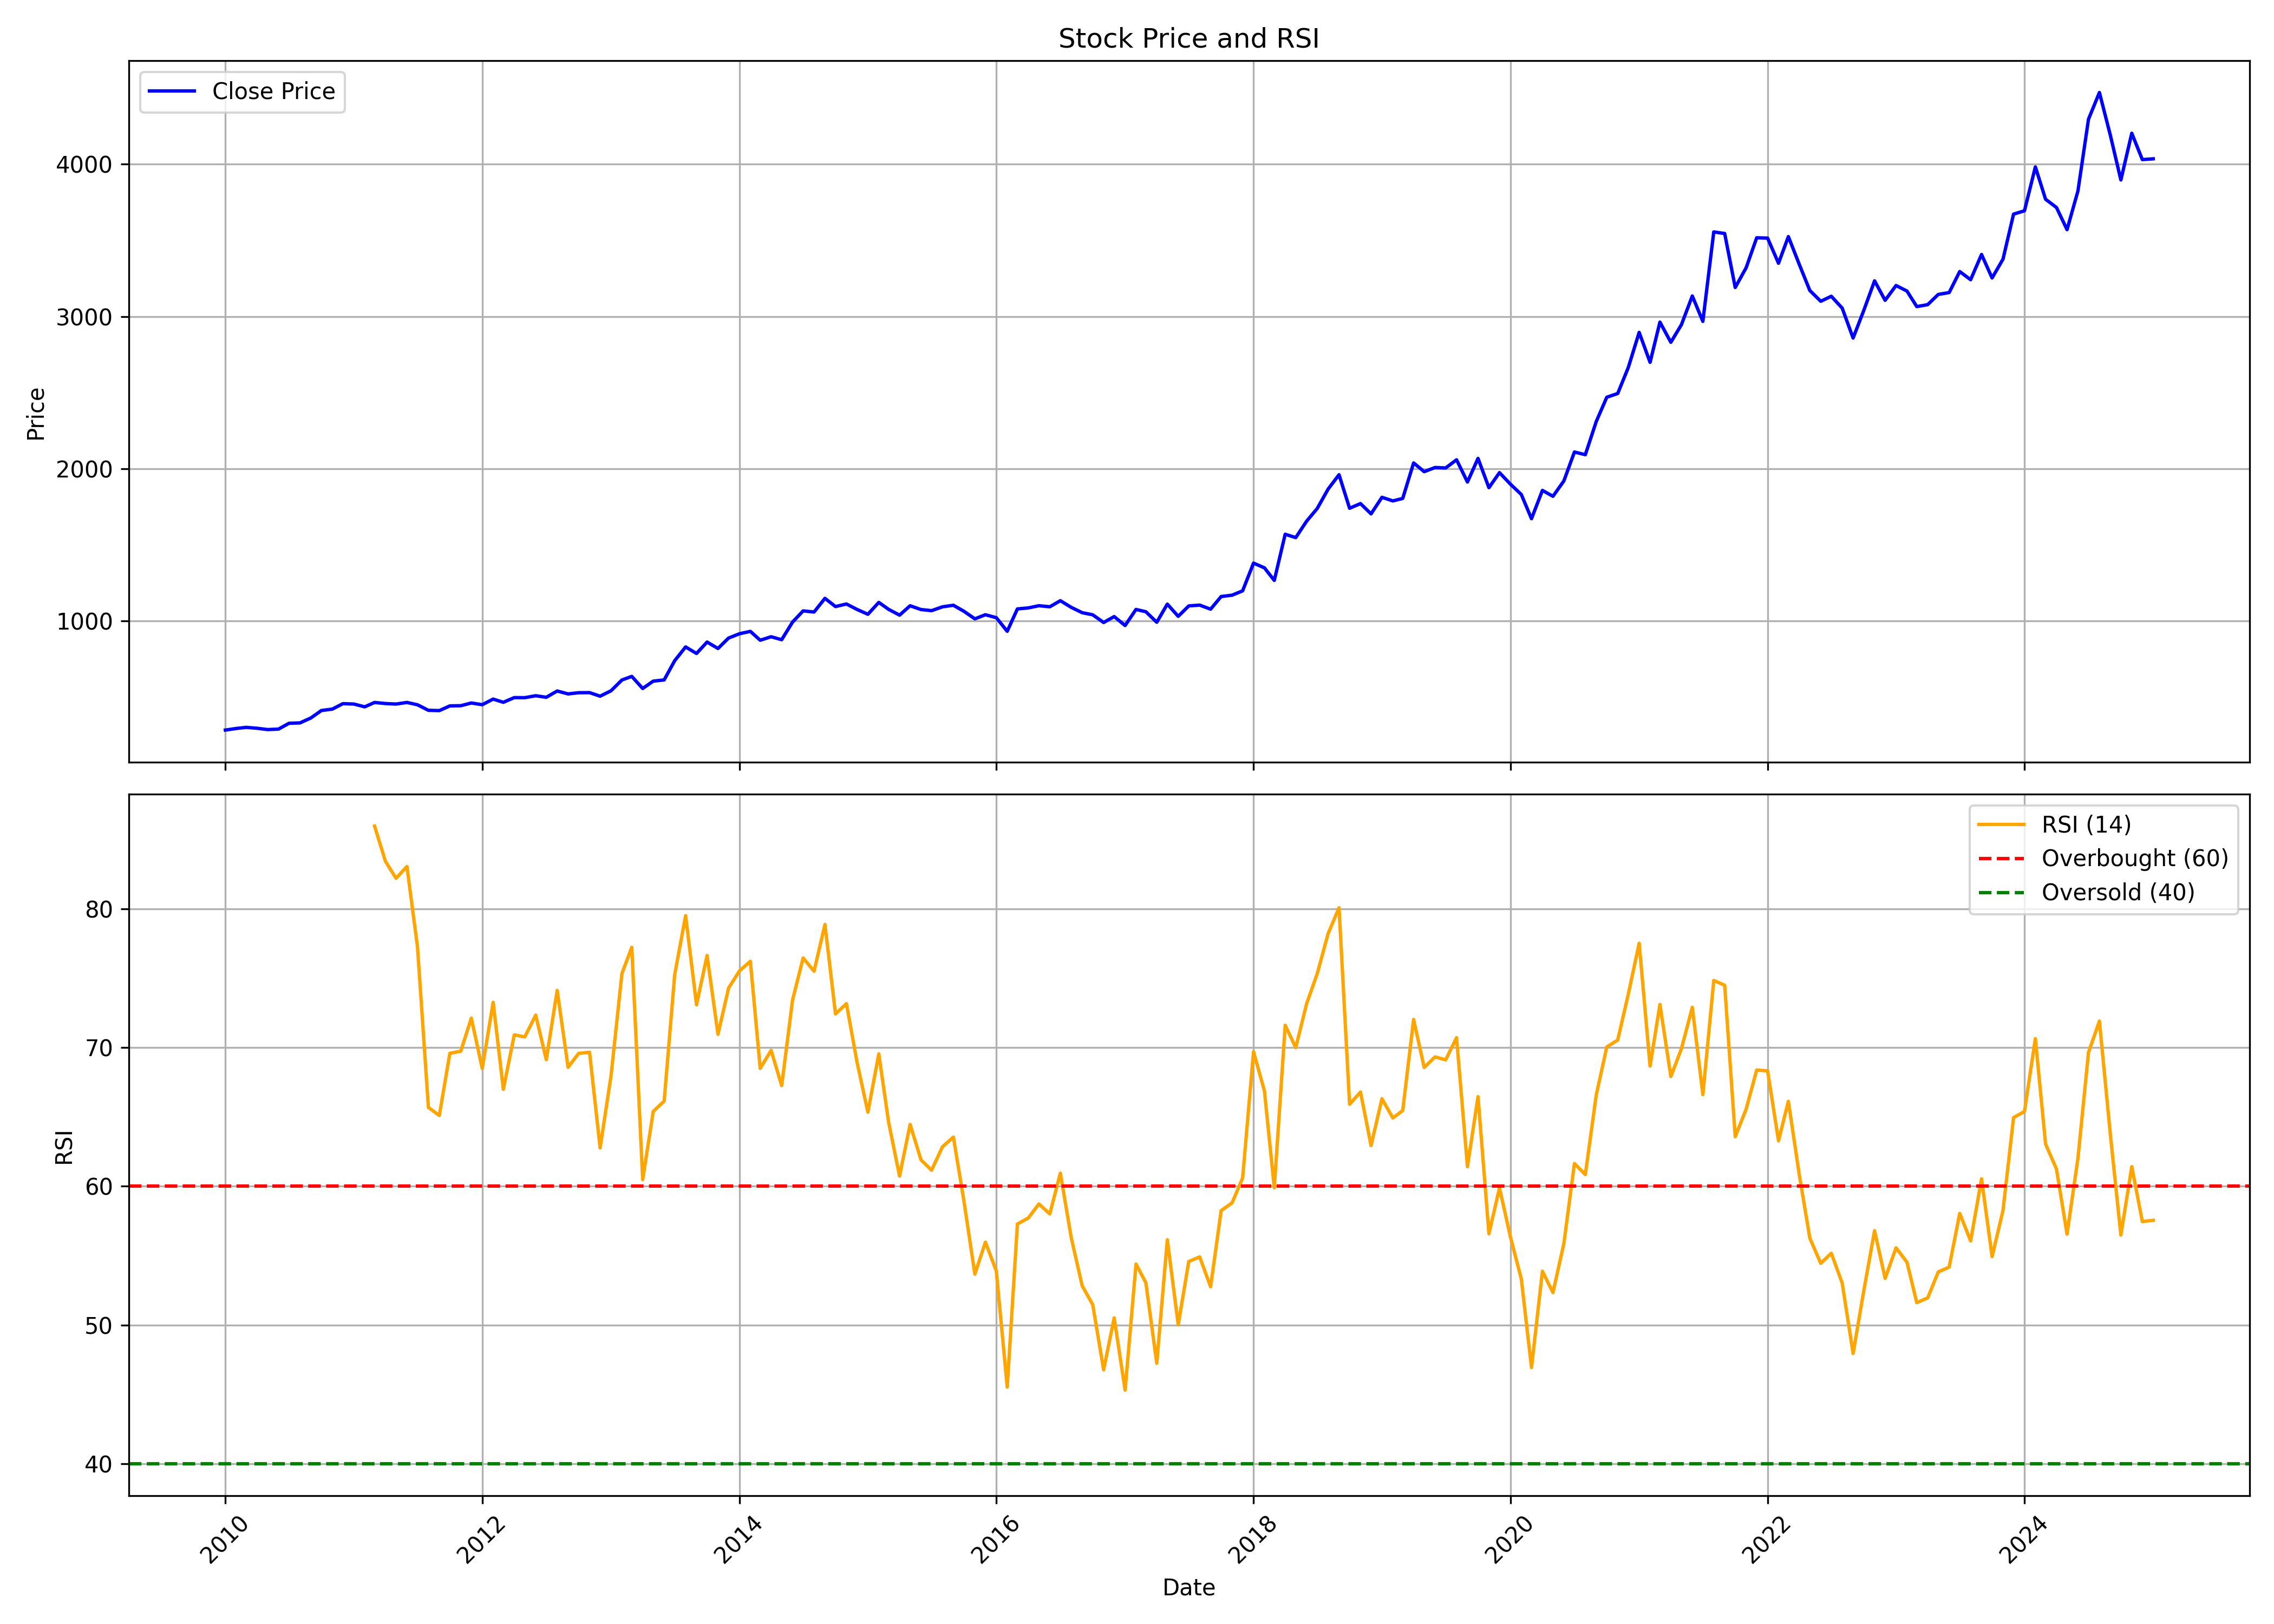 Stock Price and RSI
Close Price
Price
4000
3000
2000
1000
RSI (14)
Overbought (60)
Oversold (40)
RSI
80
70
60
50
40
2010
2012
2014
2016
2018
2020
2022
2024
Date